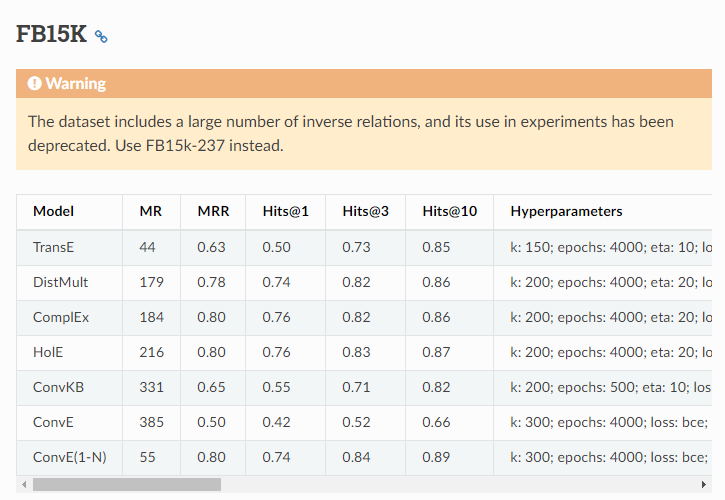 FB15K
Warning
The dataset includes a large number of inverse relations, and its use in experiments has been
deprecated. Use FB15k-237 instead.
Model MR MRR Hits@1 Hits@3 Hits@10 Hyperparameters
TransE 44 0.63 0.50 0.73 0.85 k: 150; epochs: 4000; eta: 10; lo
DistMult 179 0.78 0.74 0.82 0.86 k: 200; epochs: 4000; eta: 20; lo
ComplEx 184 0.80 0.76 0.82 0.86 k: 200; epochs: 4000; eta: 20; lo
HolE 216 0.80 0.76 0.83 0.87 k: 200; epochs: 4000; eta: 20; lo
ConvKB 331 0.65 0.55 0.71 0.82 k: 200; epochs: 500; eta: 10; los
ConvE 385 0.50 0.42 0.52 0.66 k: 300; epochs: 4000; loss: bce;
ConvE(1-N) 55 0.80 0.74 0.84 0.89 k: 300; epochs: 4000; loss: bce;